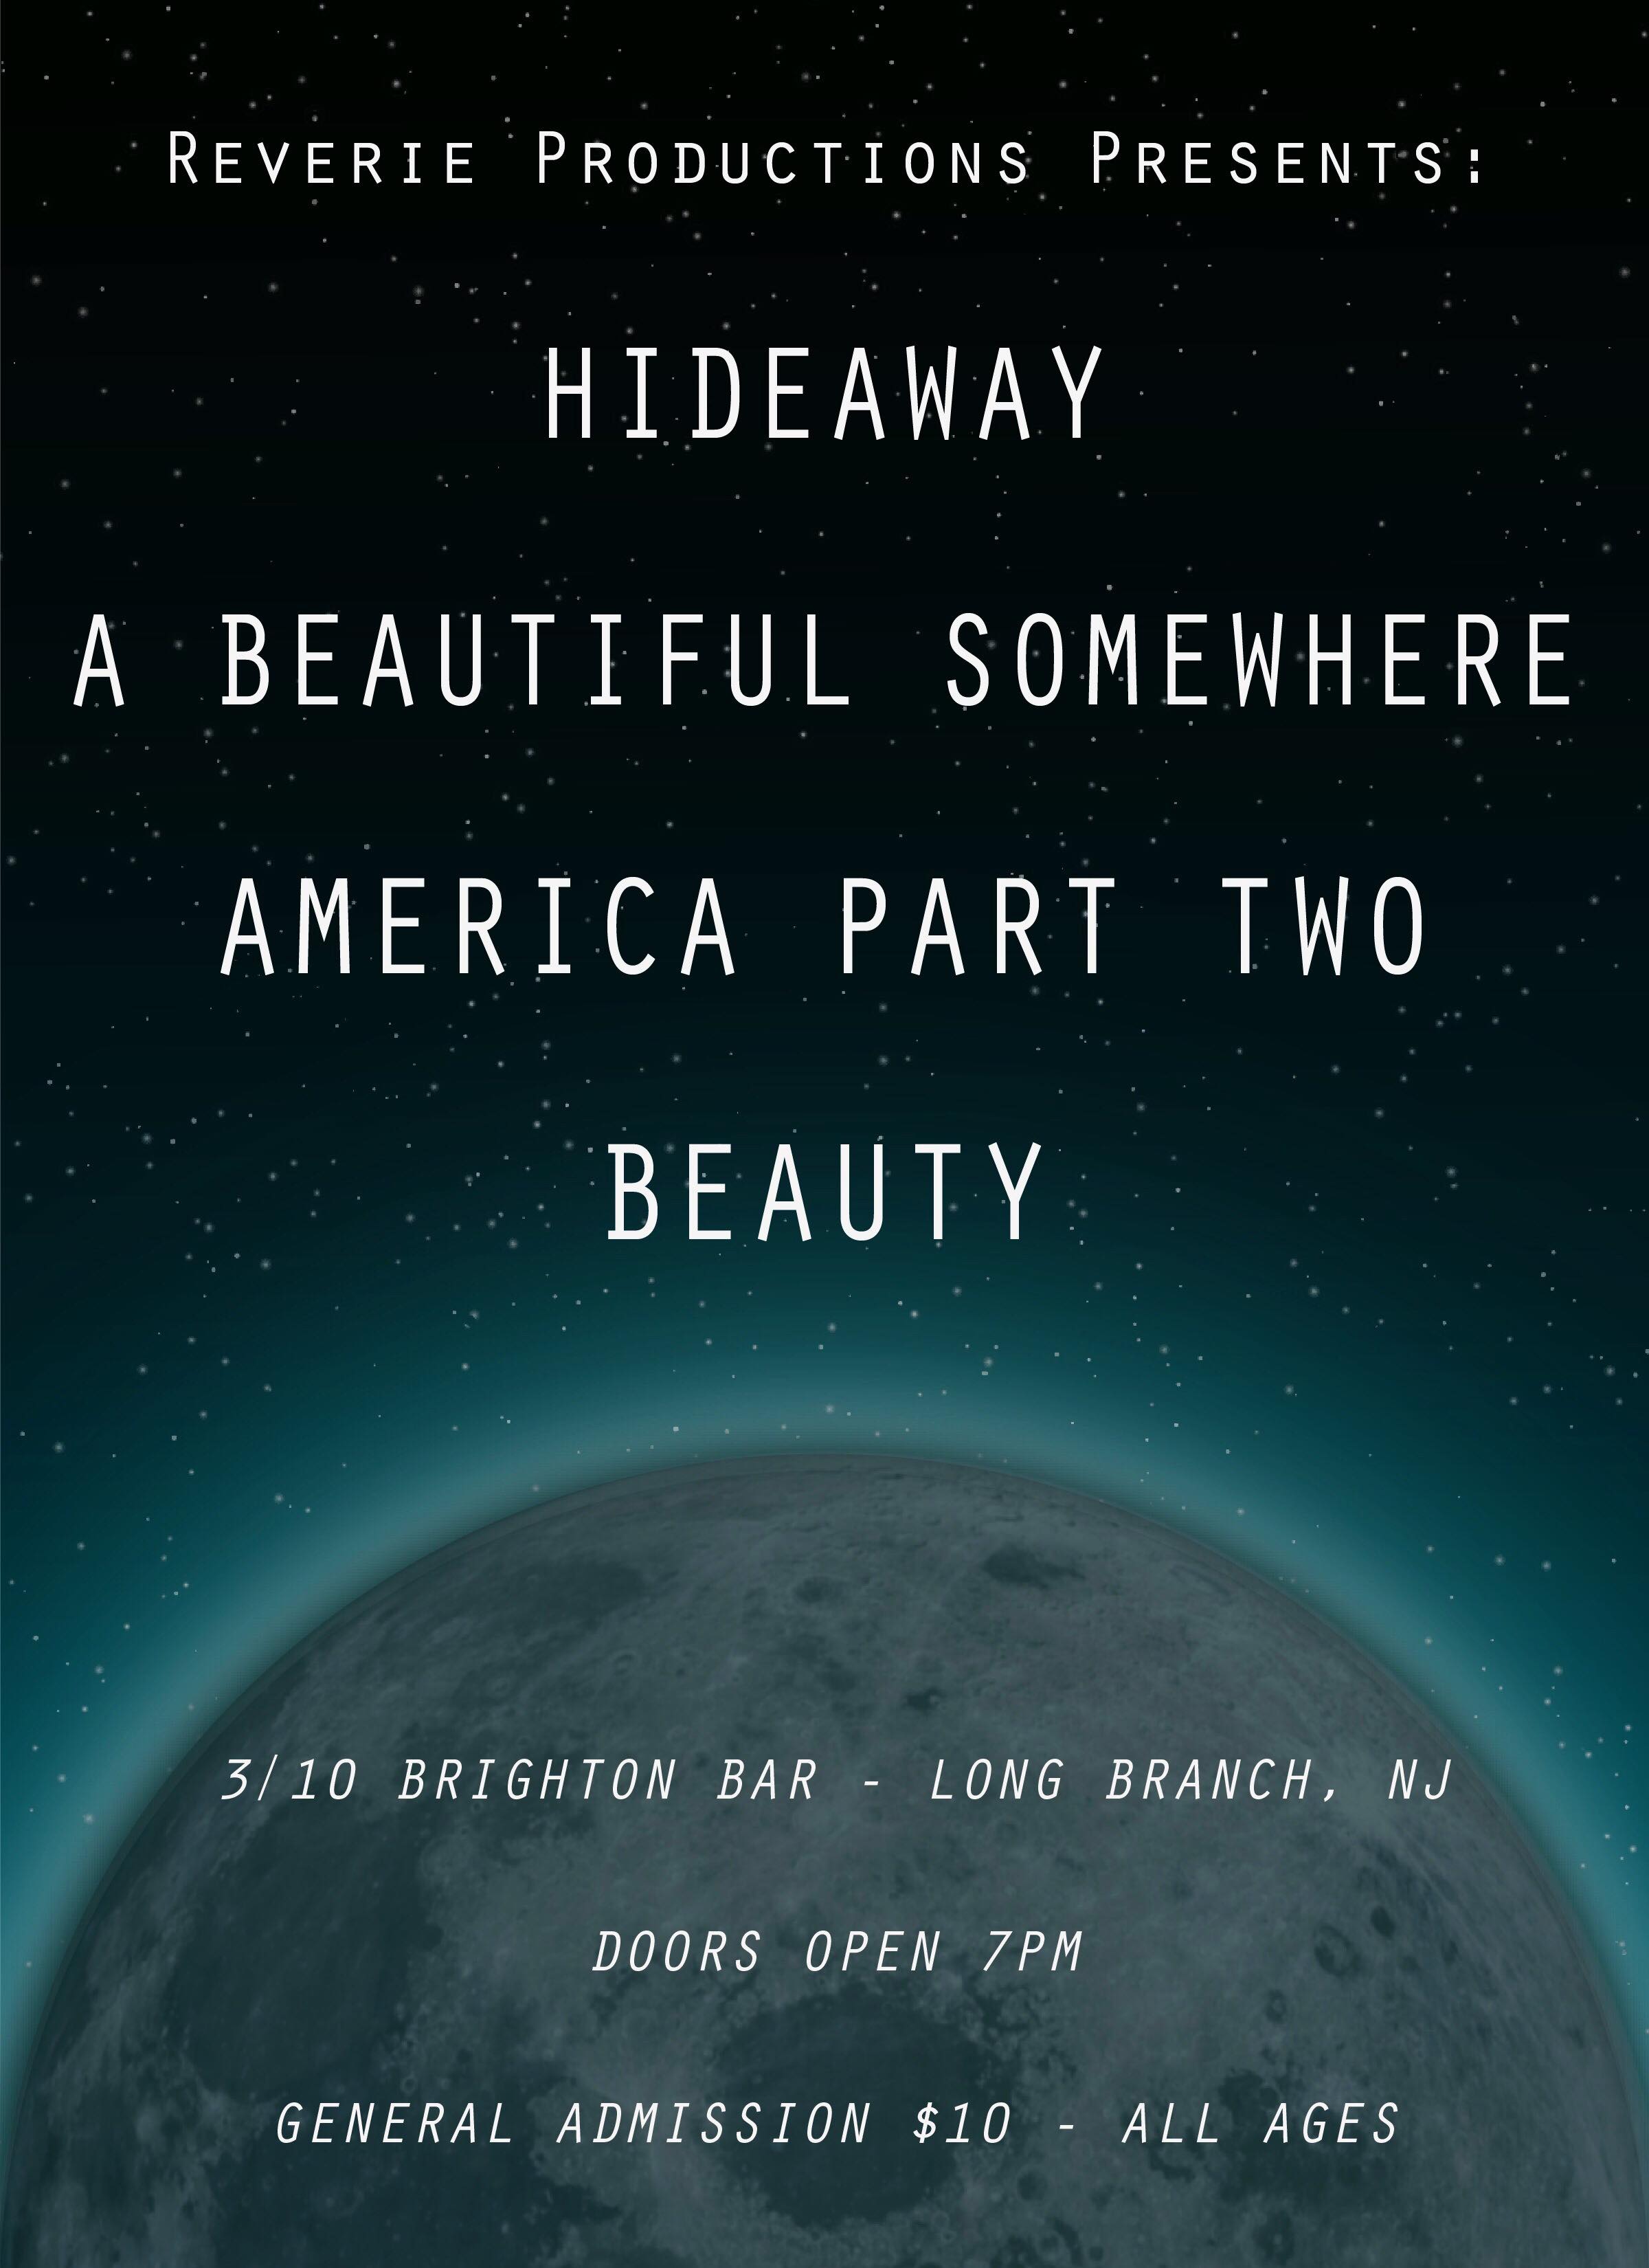 Reverie Productions Presents:
HIDEAWAY
A BEAUTIFUL SOMEWHERE
AMERICA PART TWO
BEAUTY
3/10 BRIGHTON BAR - LONG BRANCH, NJ
DOORS OPEN 7PM
GENERAL ADMISSION $10 - ALL AGES